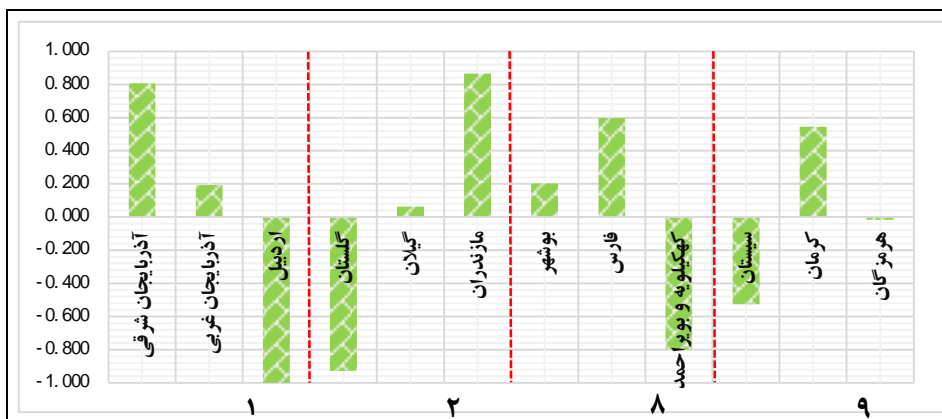 1.000
0.800
0.600
0.400
0.200
0.000
-0.200
-0.400
-0.600
-0.800
-1.000
آذربایجان شرقی
آذربایجان غربی
اردبیل
گلستان
گیلان
مازندران
بوشهر
فارس
کهکیلویه و بویراحمد
سیستان
کرمان
هرمزگان
۱ ۲ ۸ ۹